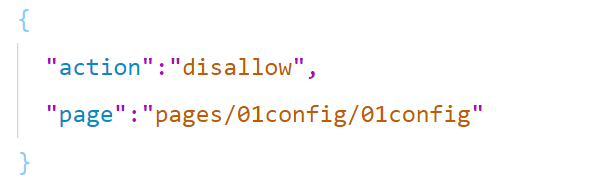 {
"action":"disallow",
"page":"pages/01config/01config"
}